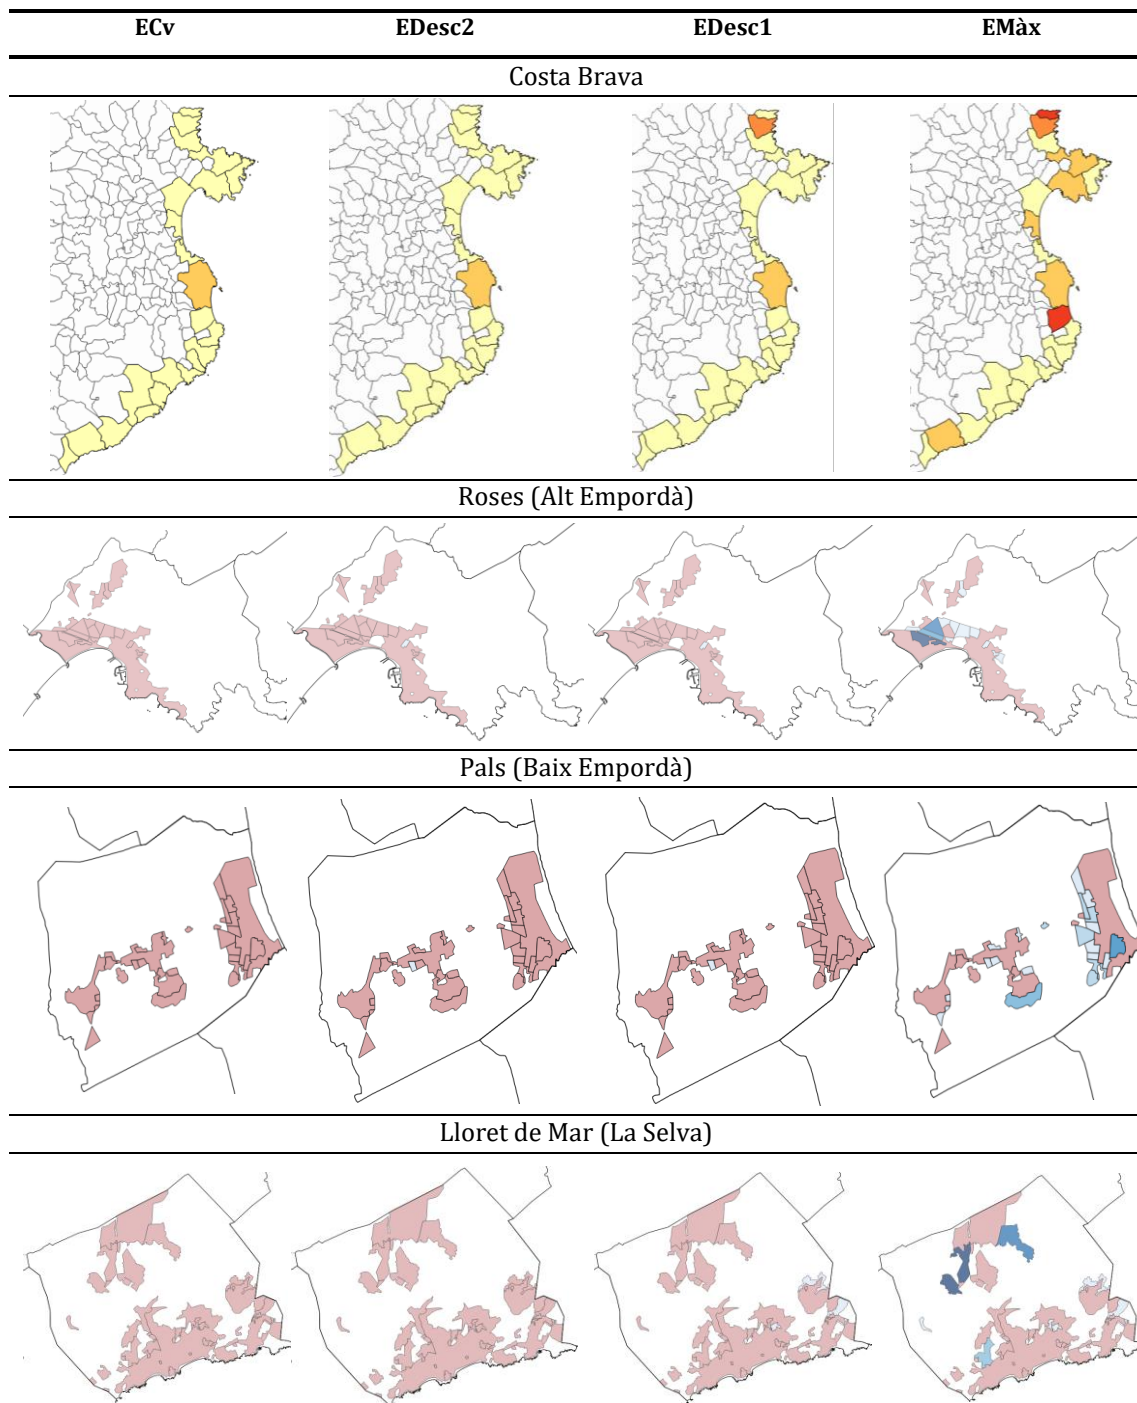 ECv EDesc2 EDesc1 EMàx
Costa Brava
Roses (Alt Empordà)
Pals (Baix Empordà)
Lloret de Mar (La Selva)